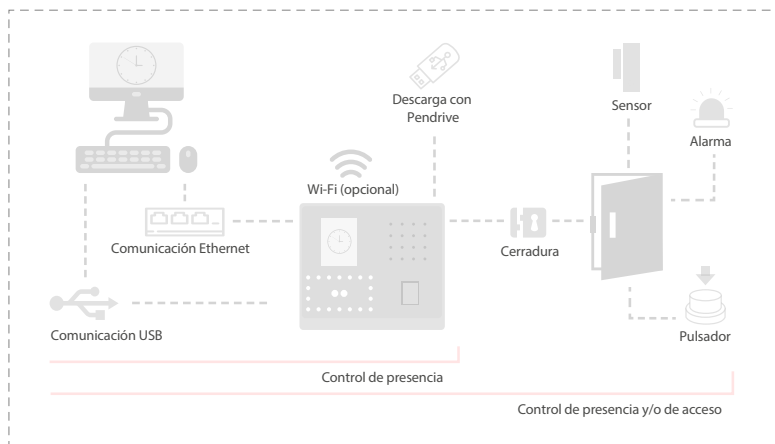 Descarga con
Pendrive
Sensor
Alarma
Wi-Fi (opcional)
Comunicación Ethernet
Cerradura
Comunicación USB
Pulsador
Control de presencia
Control de presencia y/o de acceso